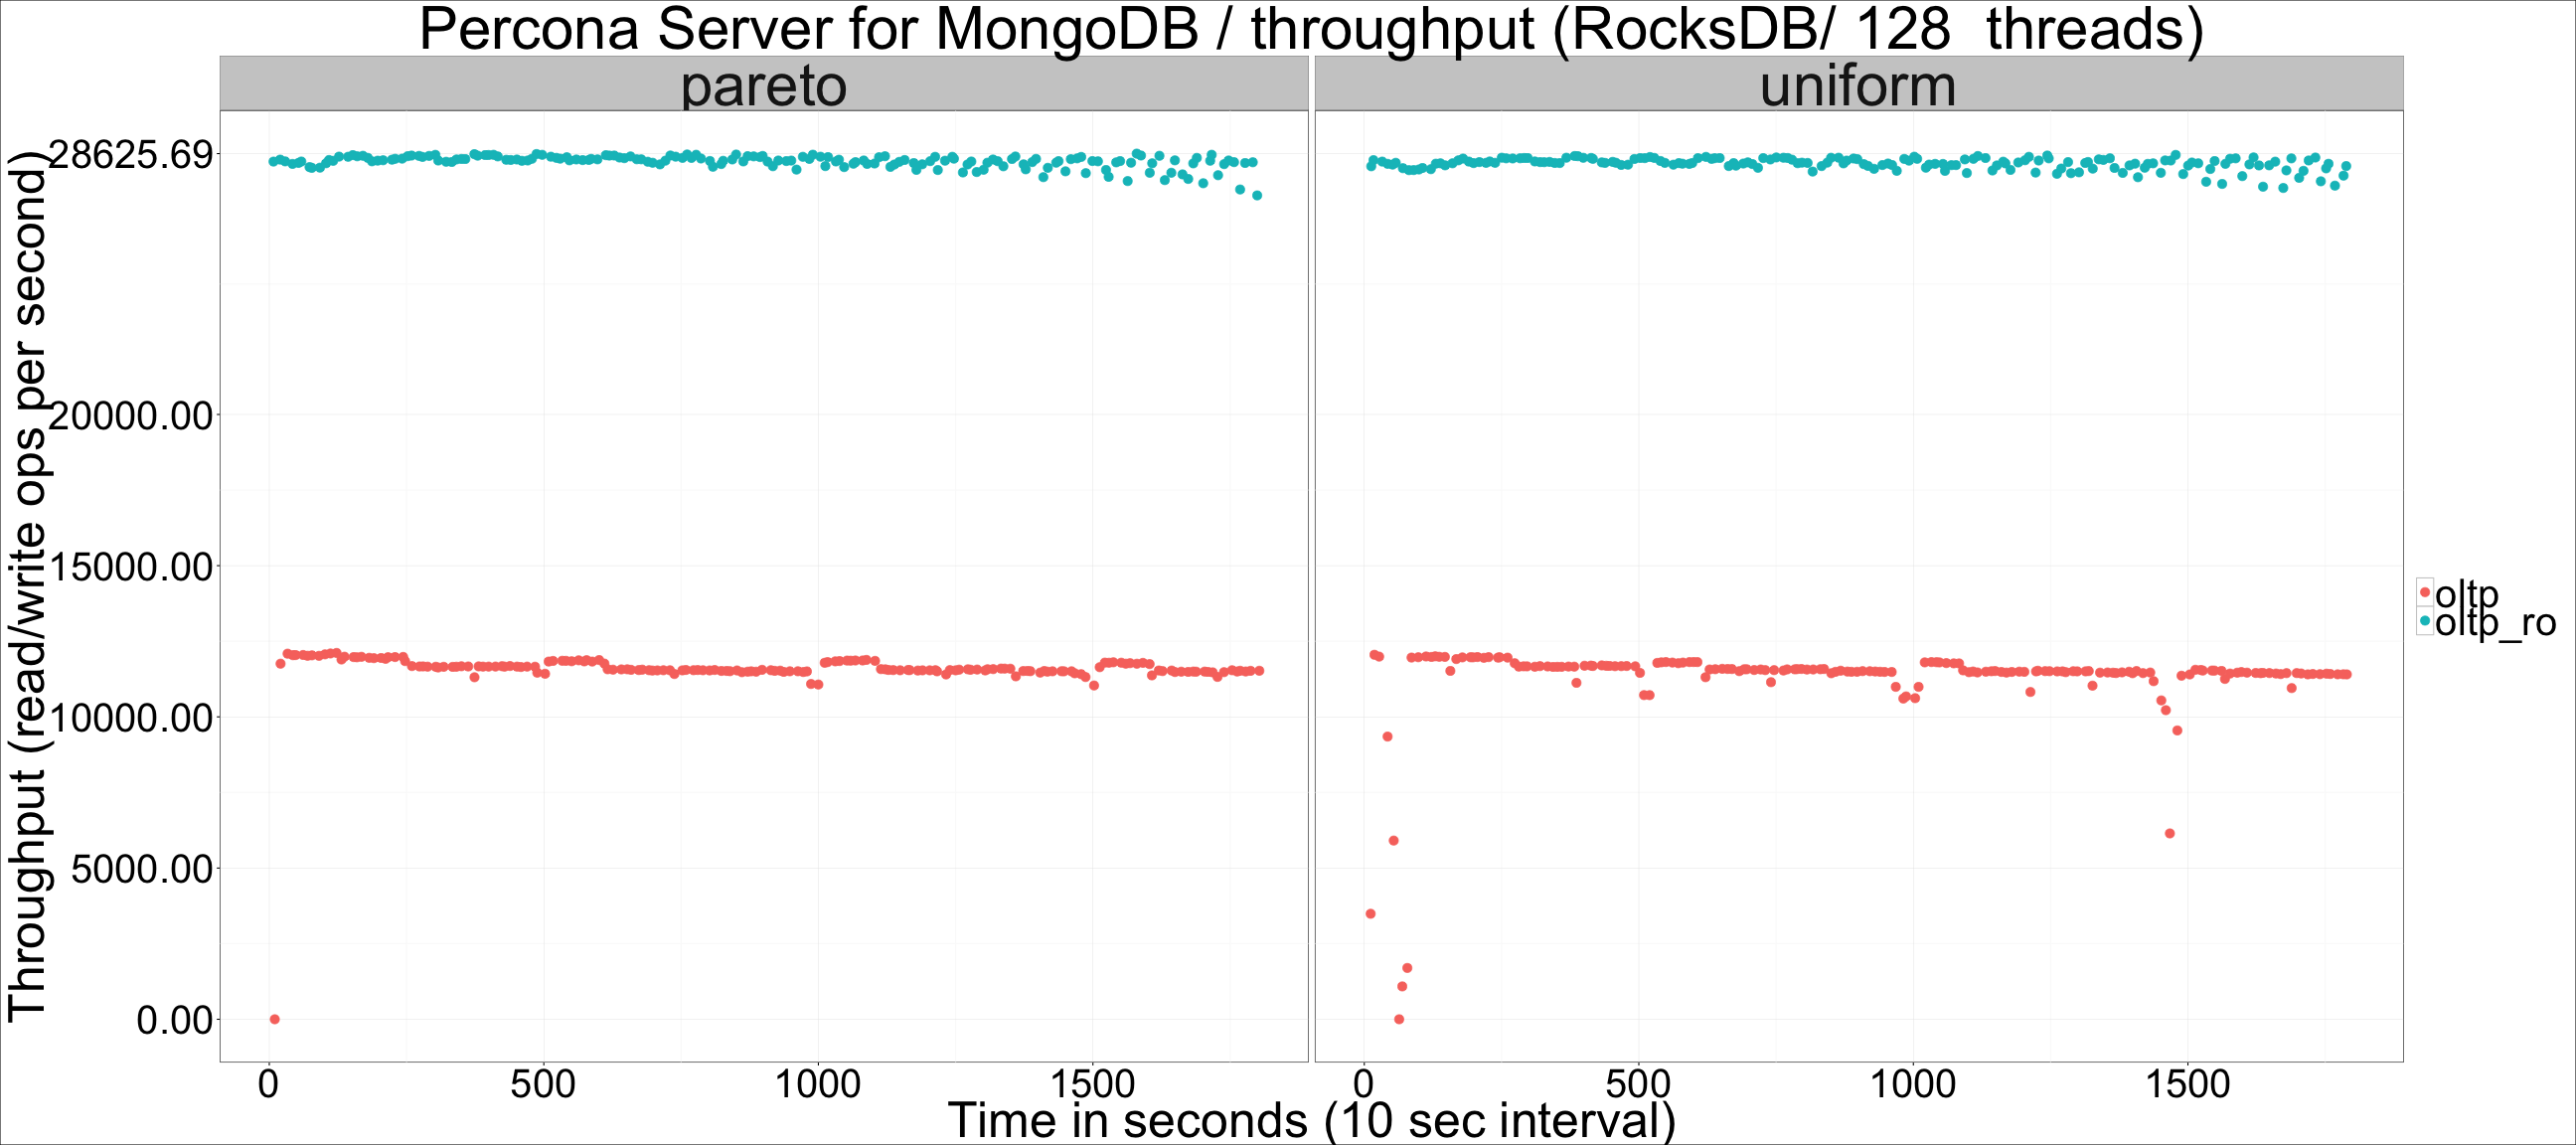 Percona Server for MongoDB / throughput (RocksDB/ 128  threads)
pareto
uniform
Throughput (read/write ops per second)
28625.69
20000.00
15000.00
10000.00
5000.00
0.00
0
500
1000
1500
0
500
1000
1500
Time in seconds (10 sec interval)
oltp
oltp_ro